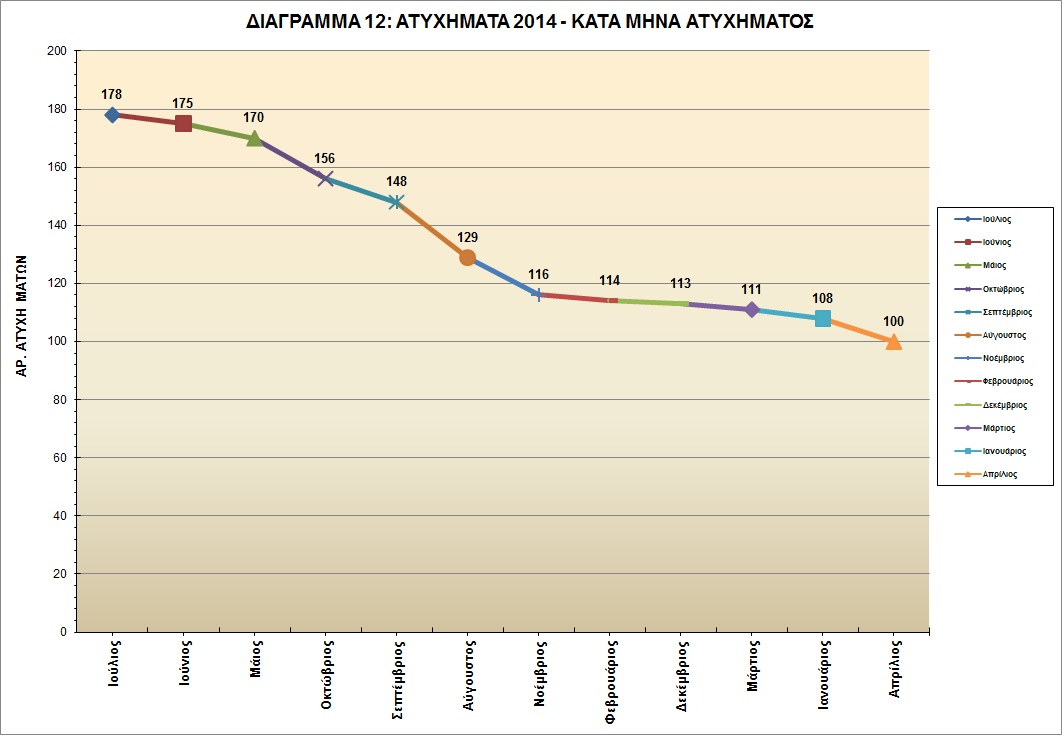 ΔΙΑΓΡΑΜΜΑ 12: ΑΤΥΧΗΜΑΤΑ 2014 - ΚΑΤΑ ΜΗΝΑ ΑΤΥΧΗΜΑΤΟΣ
ΑΡ. ΑΤΥΧΗ ΜΑΤΩΝ
200
180
160
140
120
100
80
60
40
20
0
178
175
170
156
148
129
116
114
113
111
108
100
Ιούλιος
Ιούνιος
Μάιος
Οκτώβριος
Σεπτέμβριος
Αύγουστος
Νοέμβριος
Φεβρουάριος
Δεκέμβριος
Μάρτιος
Ιανουάριος
Απρίλιος
Ιούλιος
Ιούνιος
Μάιος
Οκτώβριος
Σεπτέμβριος
Αύγουστος
Νοέμβριος
Φεβρουάριος
Δεκέμβριος
Μάρτιος
Ιανουάριος
Απρίλιος